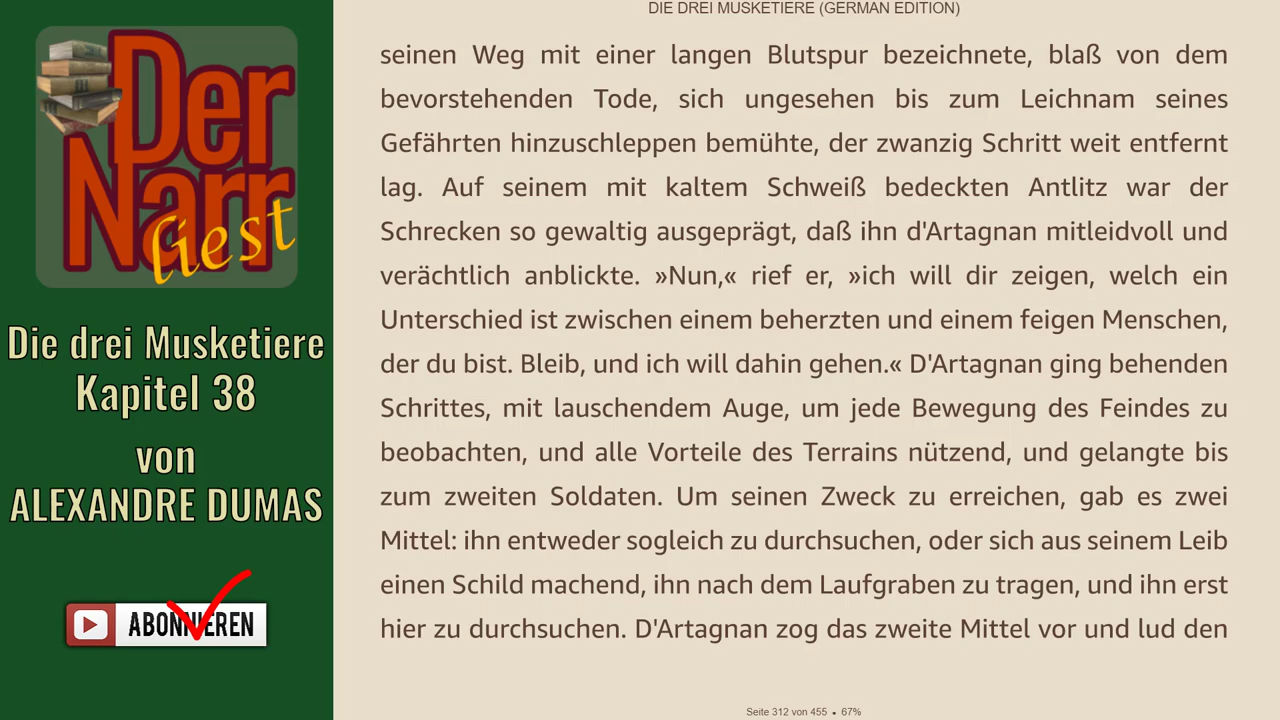 Der
Narr
liest
Die drei Musketiere
Kapitel 38
von
ALEXANDRE DUMAS
ABONNIEREN
DIE DREI MUSKETIERE (GERMAN EDITION)
seinen Weg mit einer langen Blutspur bezeichnete, blaß von dem
bevorstehenden Tode, sich ungesehen bis zum Leichnam seines
Gefährten hinzuschleppen bemühte, der zwanzig Schritt weit entfernt
lag. Auf seinem mit kaltem Schweiß bedeckten Antlitz war der
Schrecken so gewaltig ausgeprägt, daß ihn d'Artagnan mitleidvoll und
verächtlich anblickte. »Nun,« rief er, »ich will dir zeigen, welch ein
Unterschied ist zwischen einem beherzten und einem feigen Menschen,
der du bist. Bleib, und ich will dahin gehen.« D'Artagnan ging behenden
Schrittes, mit lauschendem Auge, um jede Bewegung des Feindes zu
beobachten, und alle Vorteile des Terrains nützend, und gelangte bis
zum zweiten Soldaten. Um seinen Zweck zu erreichen, gab es zwei
Mittel: ihn entweder sogleich zu durchsuchen, oder sich aus seinem Leib
einen Schild machend, ihn nach dem Laufgraben zu tragen, und ihn erst
hier zu durchsuchen. D'Artagnan zog das zweite Mittel vor und lud den
Seite 312 von 455 • 67%